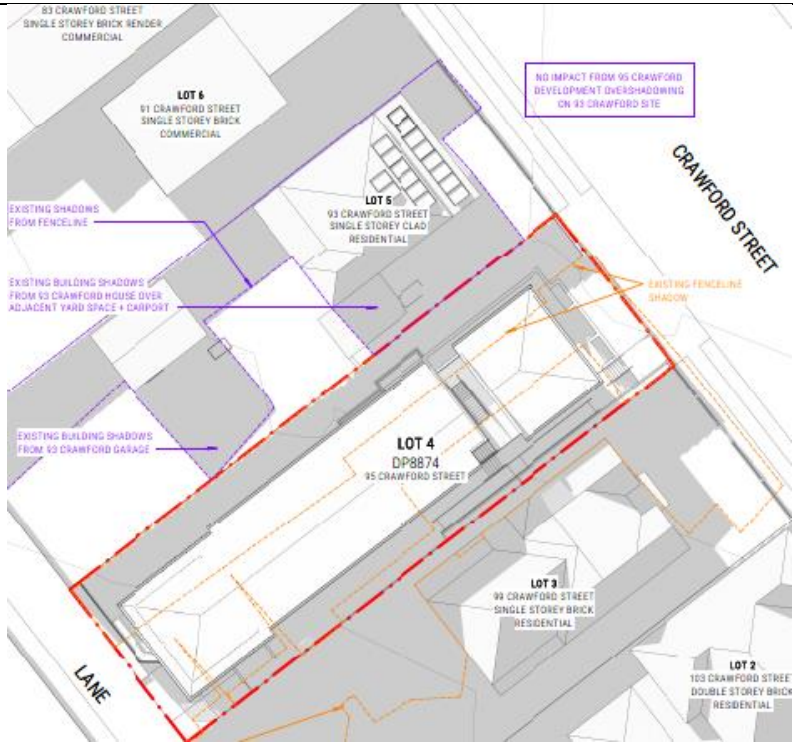 83 CRAWFORD STREET
SINGLE STOREY BRICK RENDER
COMMERCIAL
LOT 6
91 CRAWFORD STREET
SINGLE STOREY BRICK
COMMERCIAL
NO IMPACT FROM 95 CRAWFORD
DEVELOPMENT OVERSHADOWING
ON 93 CRAWFORD SITE
CRAWFORD STREET
LOT 5
93 CRAWFORD STREET
SINGLE STOREY CLAD
RESIDENTIAL
EXISTING SHADOWS
FROM FENCELINE
EXISTING BUILDING SHADOWS
FROM 93 CRAWFORD HOUSE OVER
ADJACENT YARD SPACE + CARPORT
EXISTING FENCELINE
SHADOW
EXISTING BUILDING SHADOWS
FROM 93 CRAWFORD GARAGE
LOT 4
DP8874
95 CRAWFORD STREET
LOT 3
99 CRAWFORD STREET
SINGLE STOREY BRICK
RESIDENTIAL
LANE
LOT 2
103 CRAWFORD STREET
DOUBLE STOREY BRICK
RESIDENTIAL